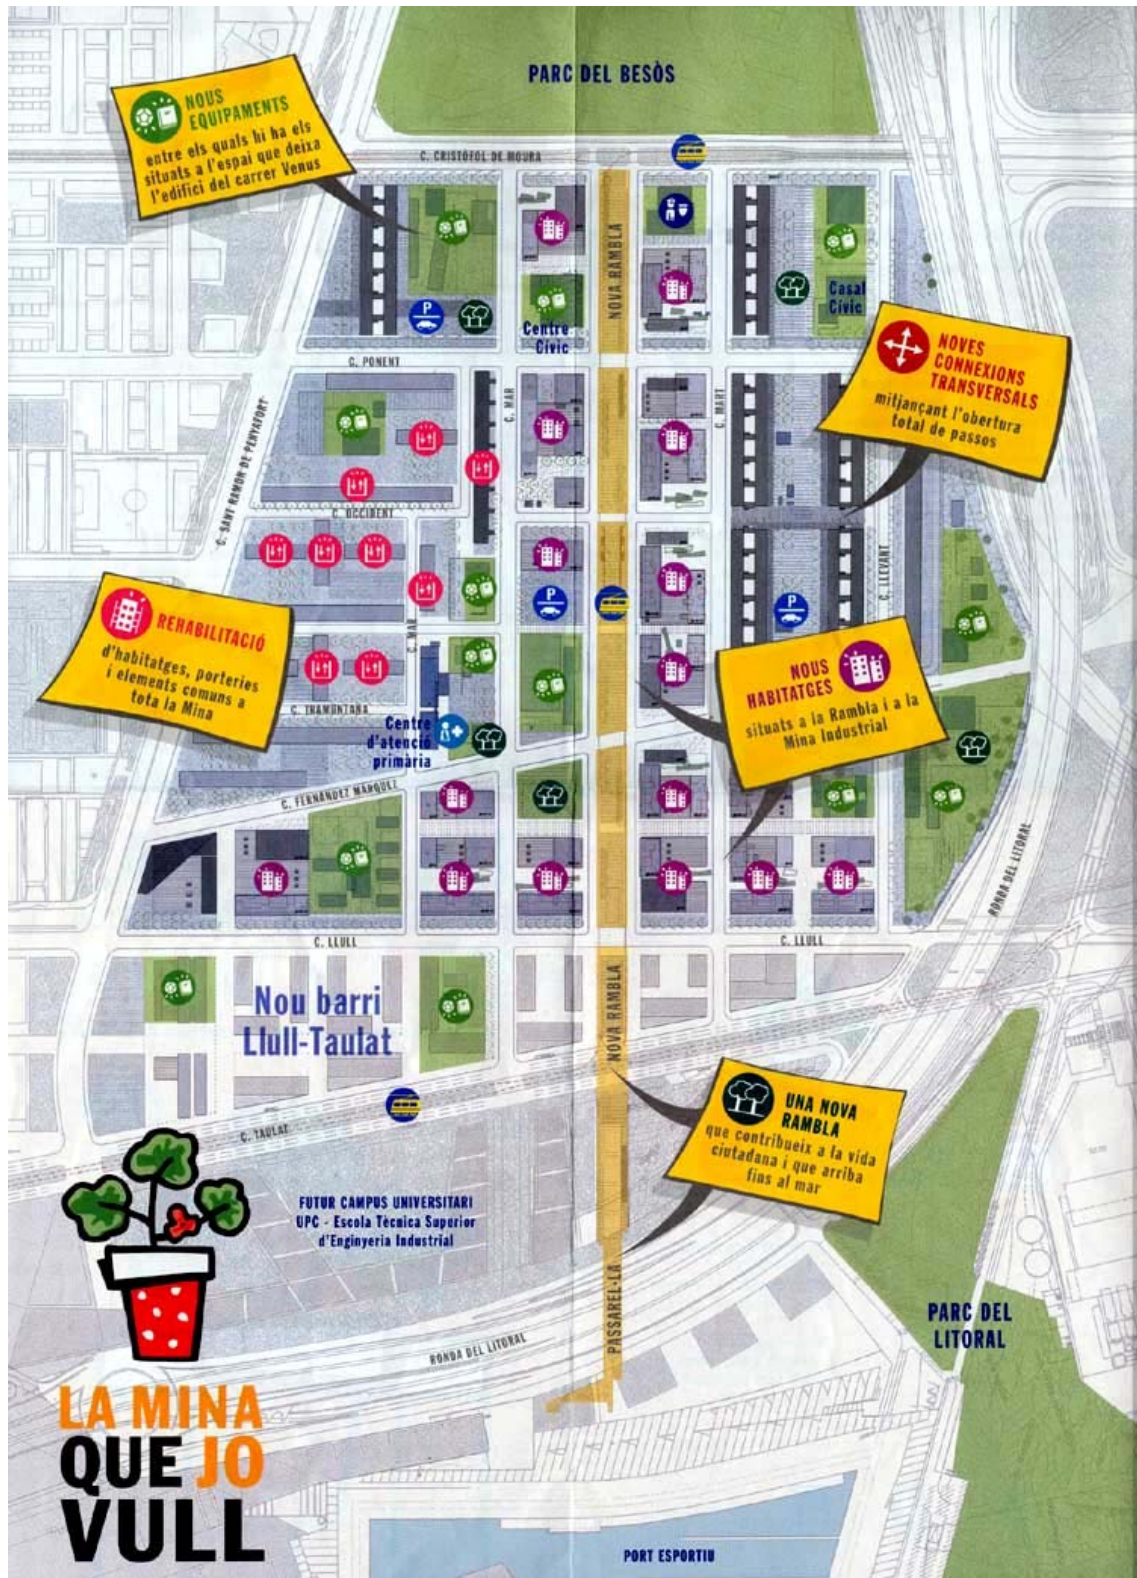 PARC DEL BESÒS
NOUS
EQUIPAMENTS
entre els quals hi ha els
situats a l'espai que deixa
l'edifici del carrer Venus
C. CRISTÒFOL DE MOURA
NOVA RAMBLA
P
Centre
Cívic
Casal
Cívic
C. PONENT
NOVES
CONNEXIONS
TRANSVERSALS
mitjançant l'obertura
total de passos
C. MAR
C. MART
C. SANT RAMON DE PENYAFORT
C. OCCIDENT
C. LLEVANT
P
P
REHABILITACIÓ
d'habitatges, porteries
i elements comuns a
tota la Mina
C. MAR
NOUS
HABITATGES
situats a la Rambla i a la
Mina Industrial
C. TRAMUNTANA
Centre
d'atenció
primària
C. FERNÁNDEZ MÁRQUEZ
RONDA DEL LITORAL
C. LLULL
C. LLULL
Nou barri
Llull-Taulat
NOVA RAMBLA
C. TAULAT
UNA NOVA
RAMBLA
que contribueix a la vida
ciutadana i que arriba
fins al mar
FUTUR CAMPUS UNIVERSITARI
UPC - Escola Tècnica Superior
d'Enginyeria Industrial
PASSAREL·LA
RONDA DEL LITORAL
PARC DEL
LITORAL
LA MINA
QUE JO
VULL
PORT ESPORTIU